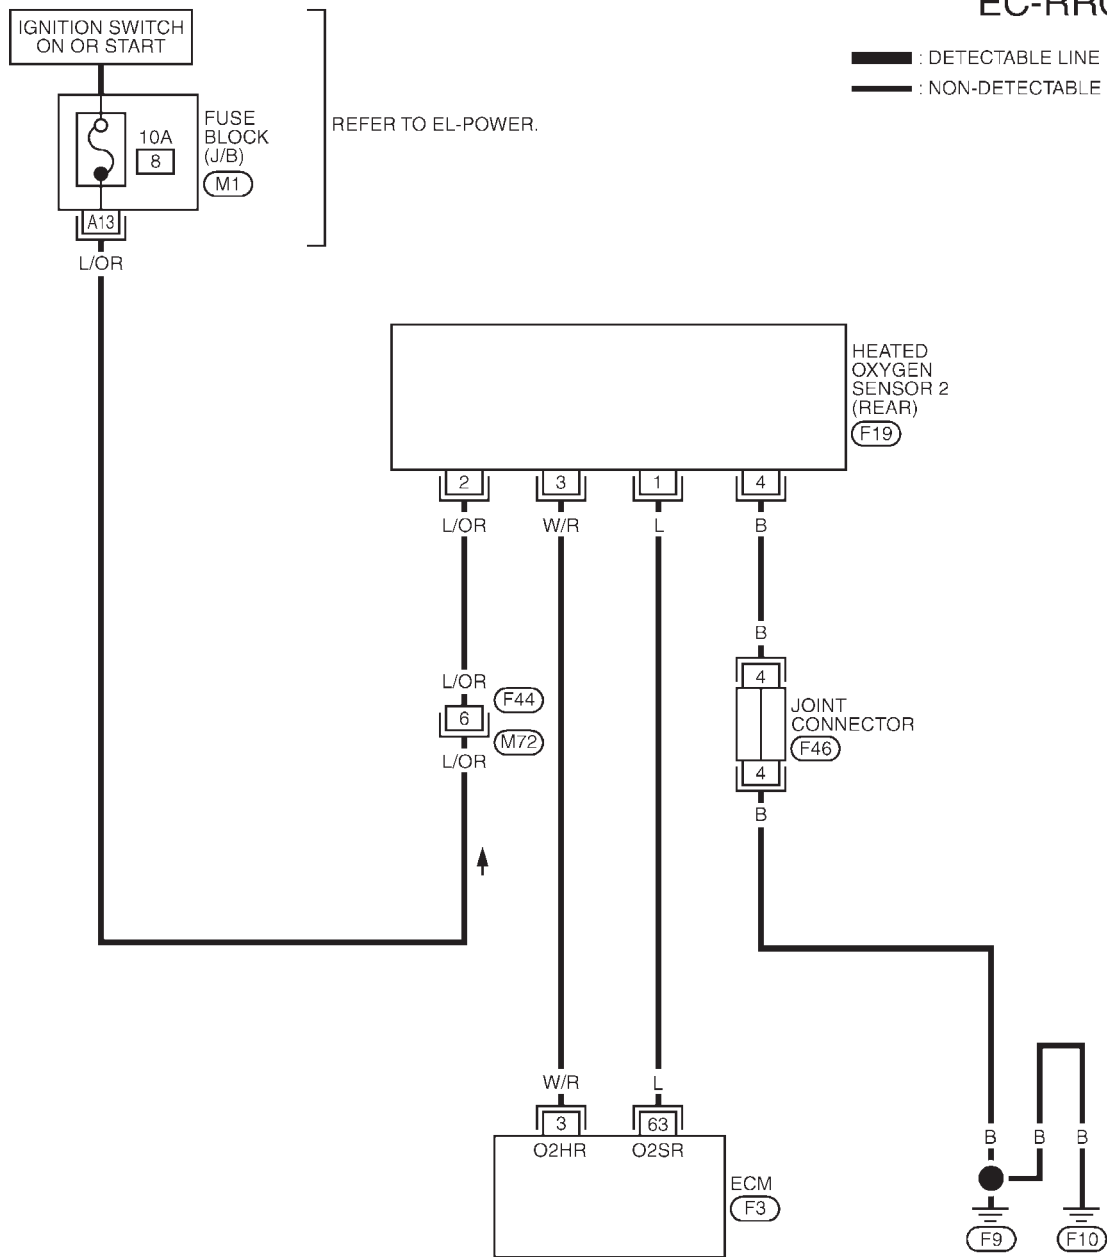 EC-RRO
IGNITION SWITCH
ON OR START
: DETECTABLE LINE
: NON-DETECTABLE
10A
8
FUSE
BLOCK
(J/B)
M1
REFER TO EL-POWER.
A13
L/OR
HEATED
OXYGEN
SENSOR 2
(REAR)
F19
2 3 1 4
L/OR W/R L B
B
L/OR
F44
6
M72
L/OR
4
JOINT
CONNECTOR
F46
4
B
W/R L
3 63
O2HR O2SR
ECM
F3
B B B
F9 F10